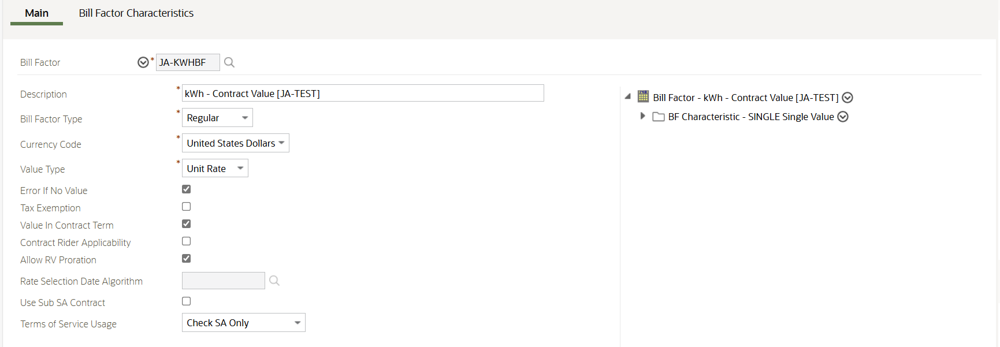 Main Bill Factor Characteristics
Bill Factor * JA-KWHBF
Description * kWh - Contract Value [JA-TEST]
Bill Factor Type * Regular
Currency Code * United States Dollars
Value Type * Unit Rate
Error If No Value
Tax Exemption
Value In Contract Term
Contract Rider Applicability
Allow RV Proration
Rate Selection Date Algorithm
Use Sub SA Contract
Terms of Service Usage Check SA Only
Bill Factor - kWh - Contract Value [JA-TEST]
BF Characteristic - SINGLE Single Value